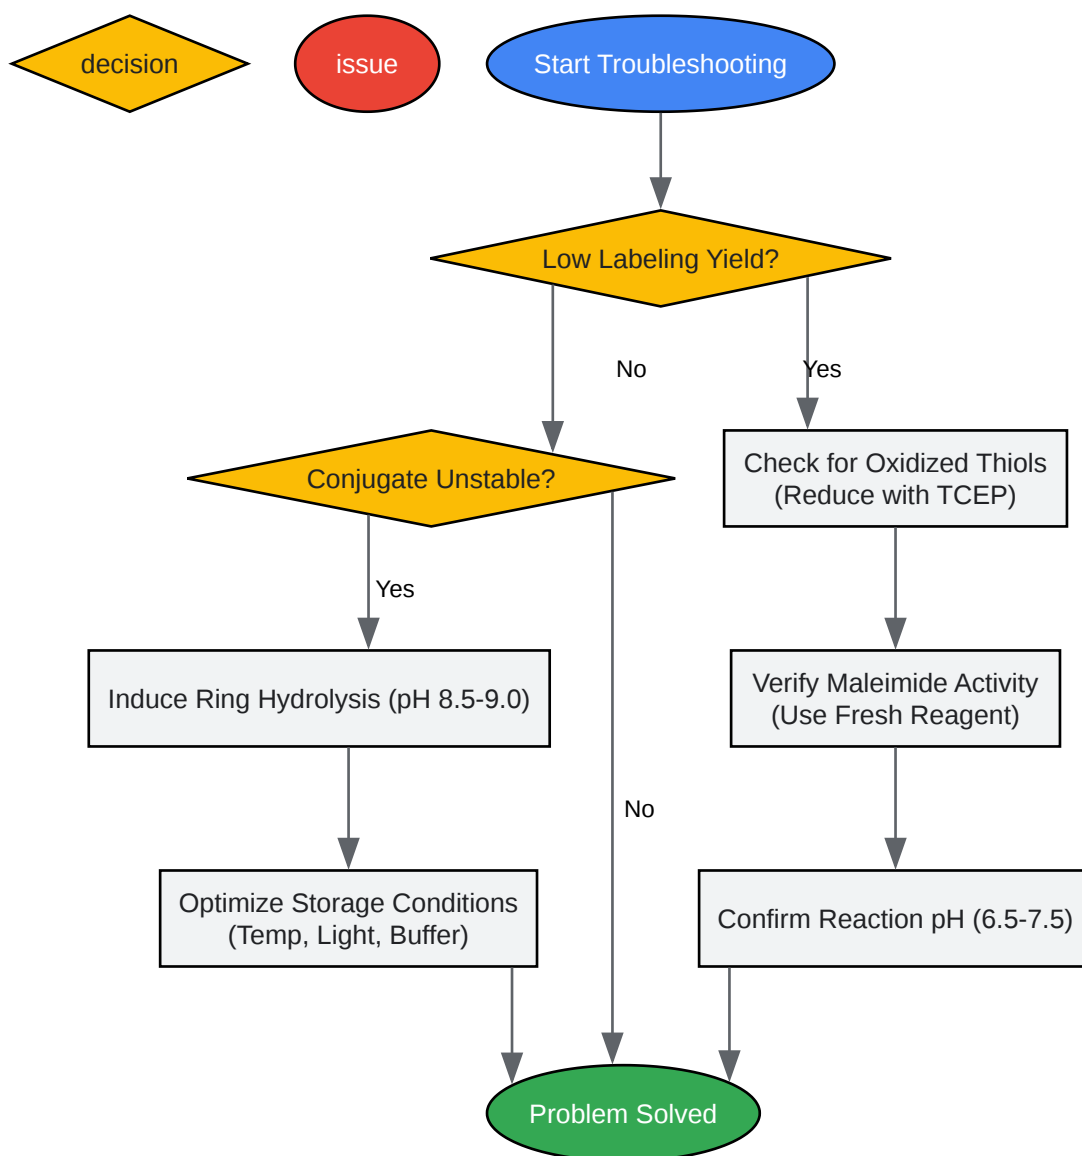 decision
issue
Start Troubleshooting
Low Labeling Yield?
No
Yes
Conjugate Unstable?
Check for Oxidized Thiols
(Reduce with TCEP)
Yes
Induce Ring Hydrolysis (pH 8.5-9.0)
Verify Maleimide Activity
(Use Fresh Reagent)
No
Optimize Storage Conditions
(Temp, Light, Buffer)
Confirm Reaction pH (6.5-7.5)
Problem Solved